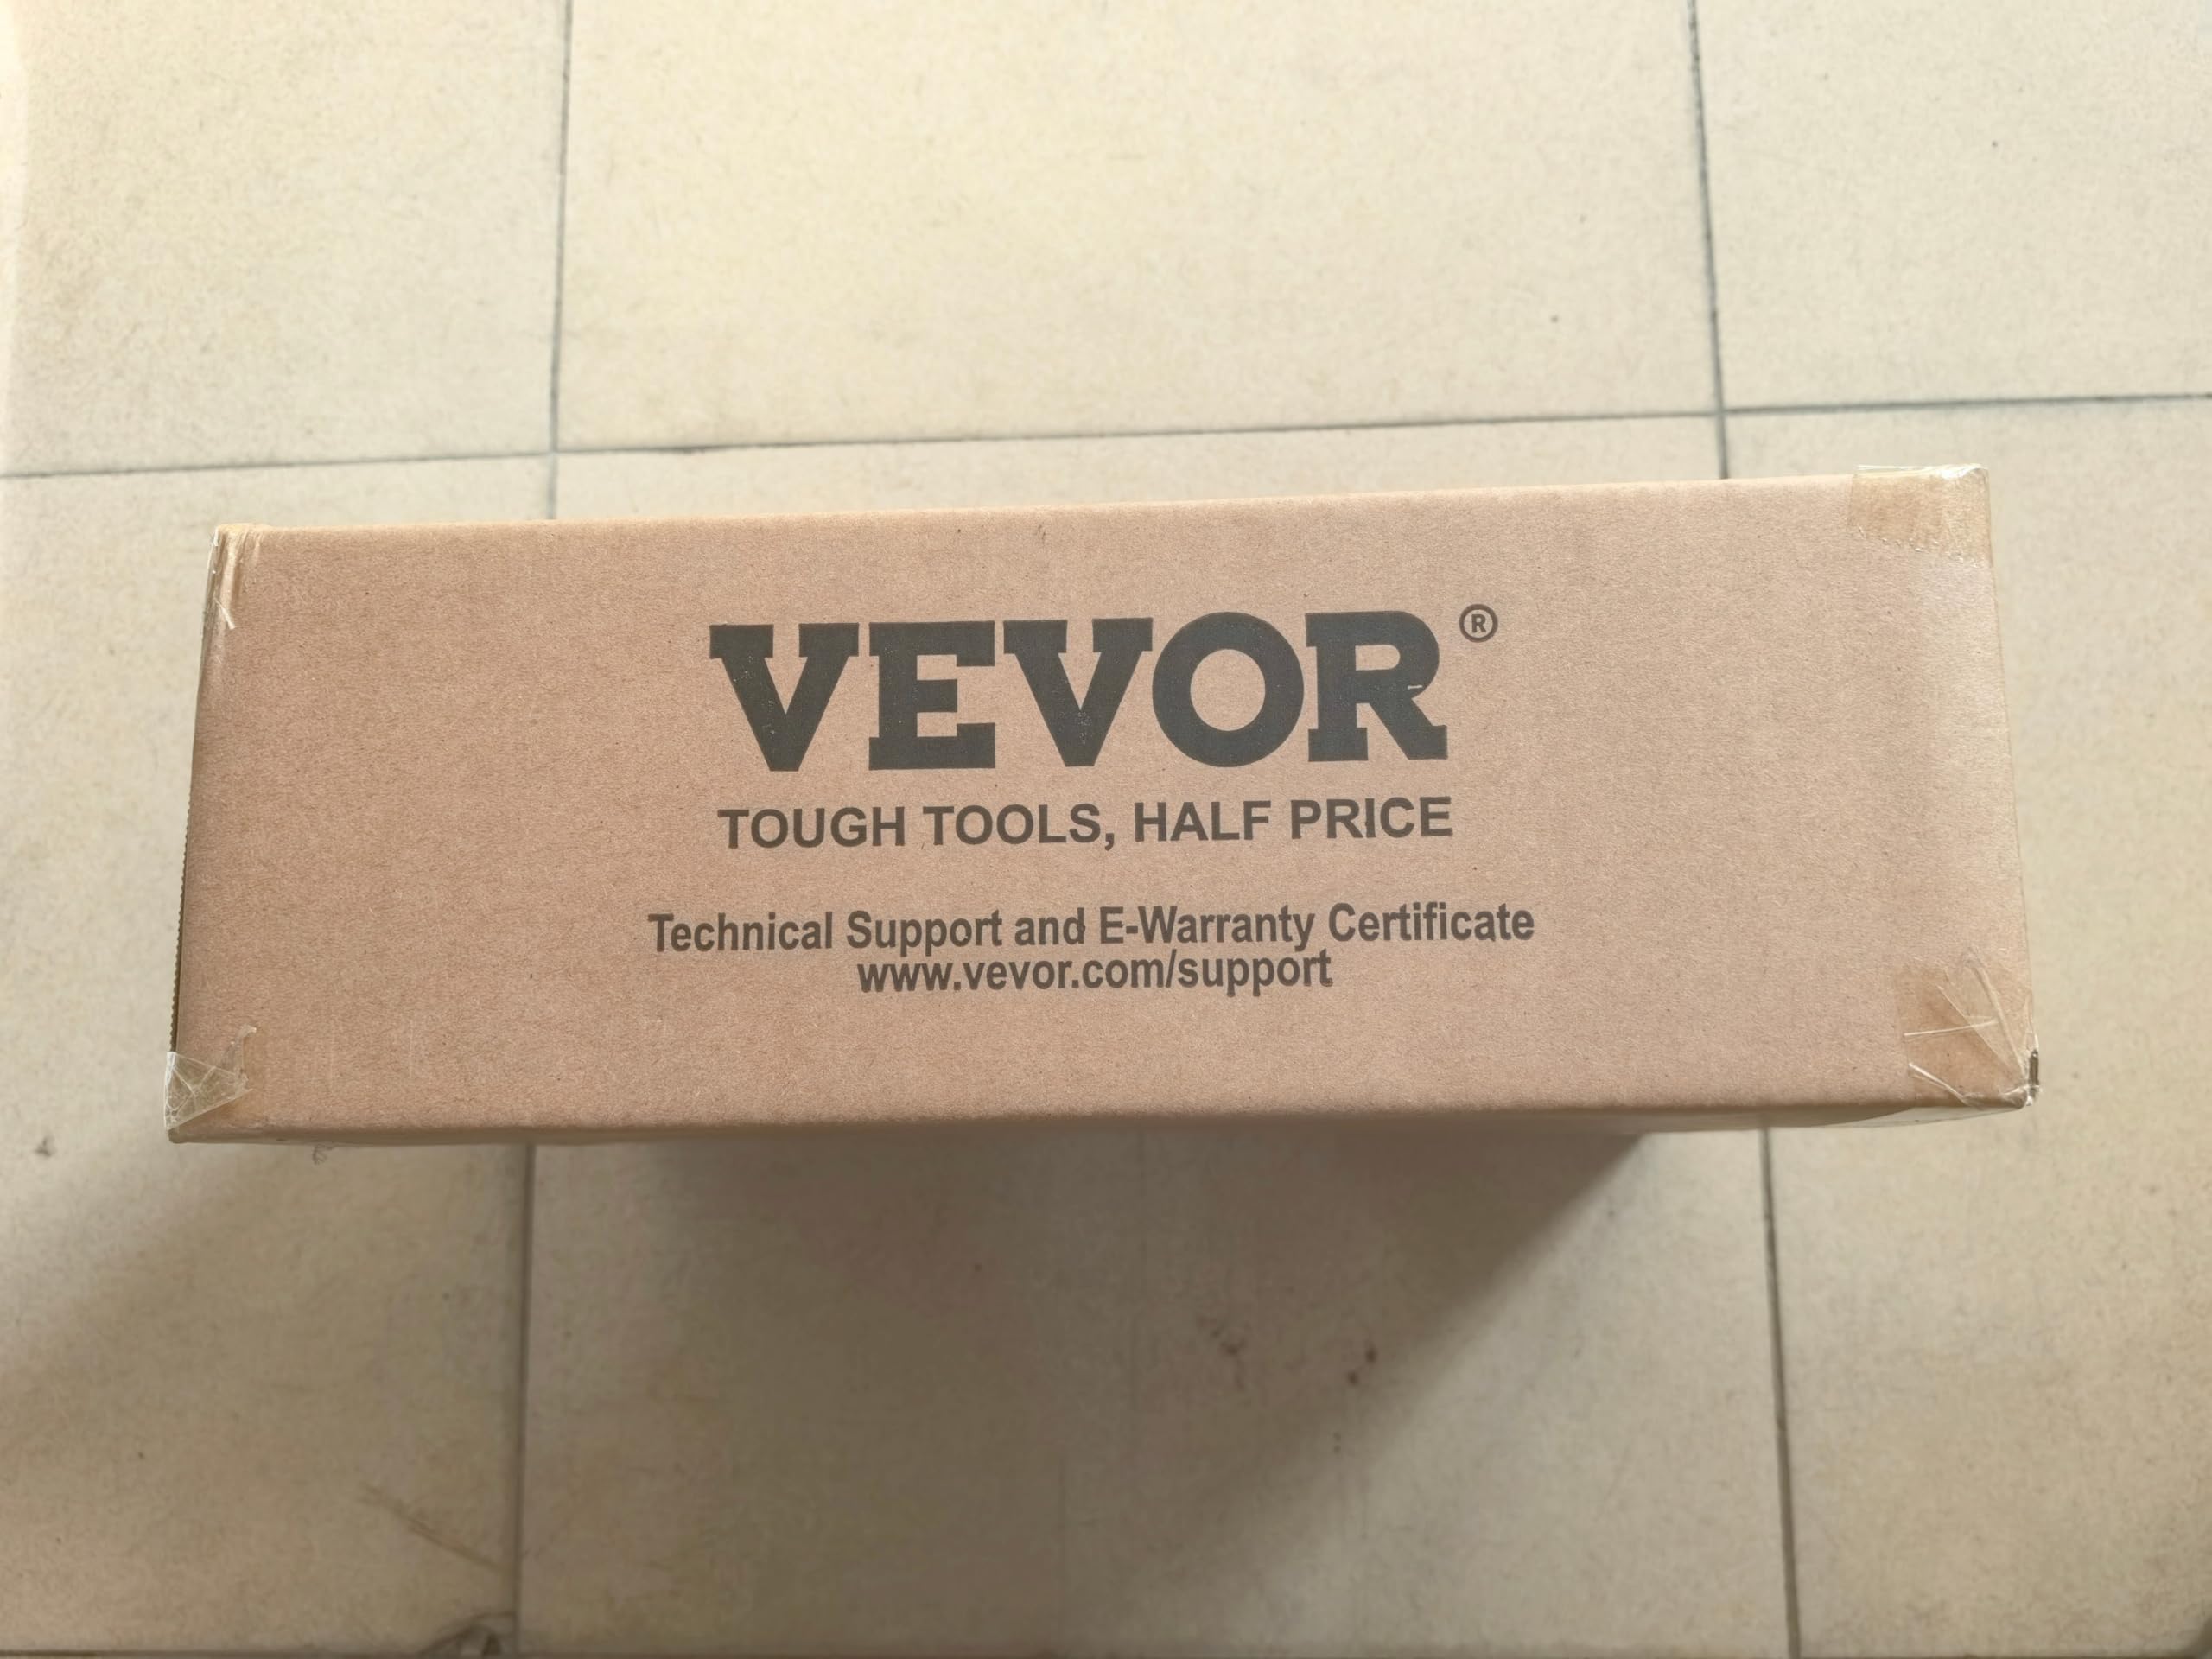 VEVOR®
TOUGH TOOLS, HALF PRICE
Technical Support and E-Warranty Certificate
www.vevor.com/support